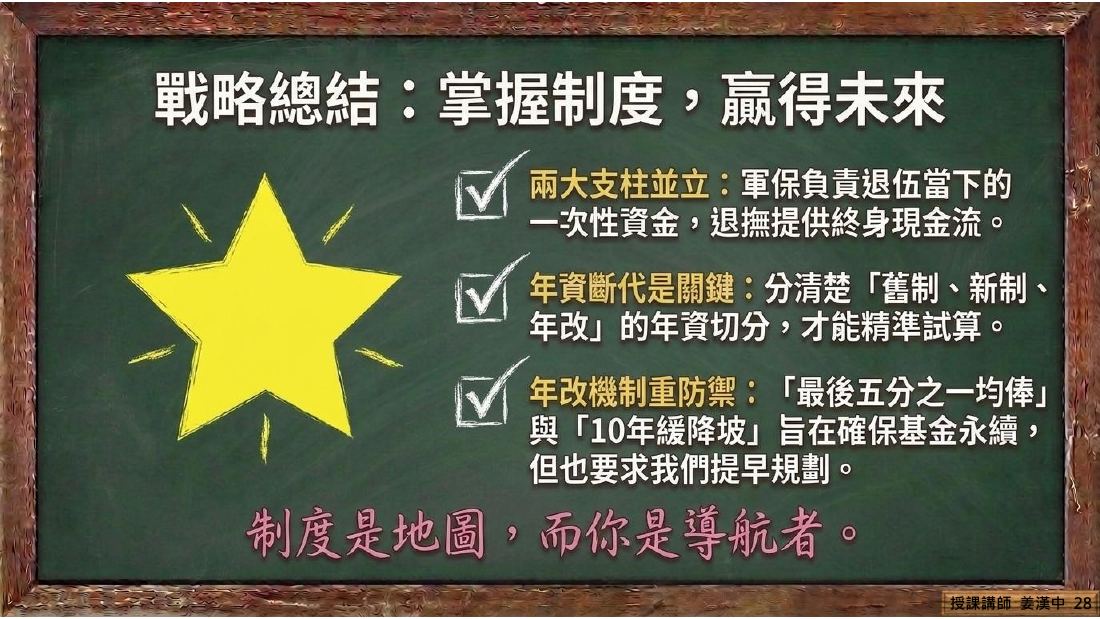 戰略總結：掌握制度，贏得未來
兩大支柱並立：軍保負責退伍當下的
一次性資金，退撫提供終身現金流。
年資斷代是關鍵：分清楚「舊制、新制、
年改」的年資切分，才能精準試算。
年改機制重防禦：「最後五分之一均俸」
與「10年緩降坡」旨在確保基金永續，
但也要求我們提早規劃。
制度是地圖，而你是導航者。
授課講師 姜漢中 28